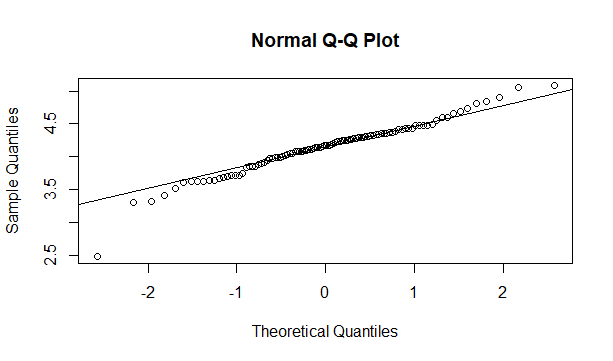 Normal Q-Q Plot
Sample Quantiles
4.5
3.5
2.5
-2 -1 0 1 2
Theoretical Quantiles